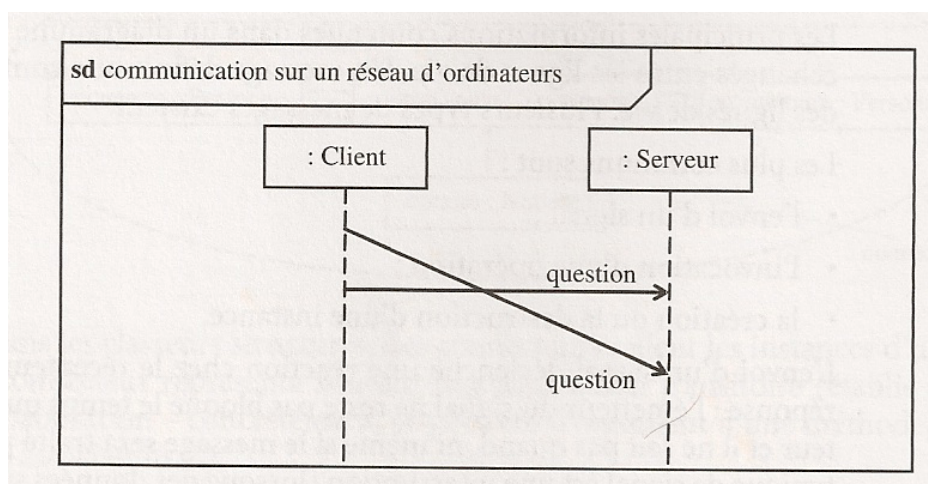 sd communication sur un réseau d'ordinateurs
: Client
: Serveur
question
question